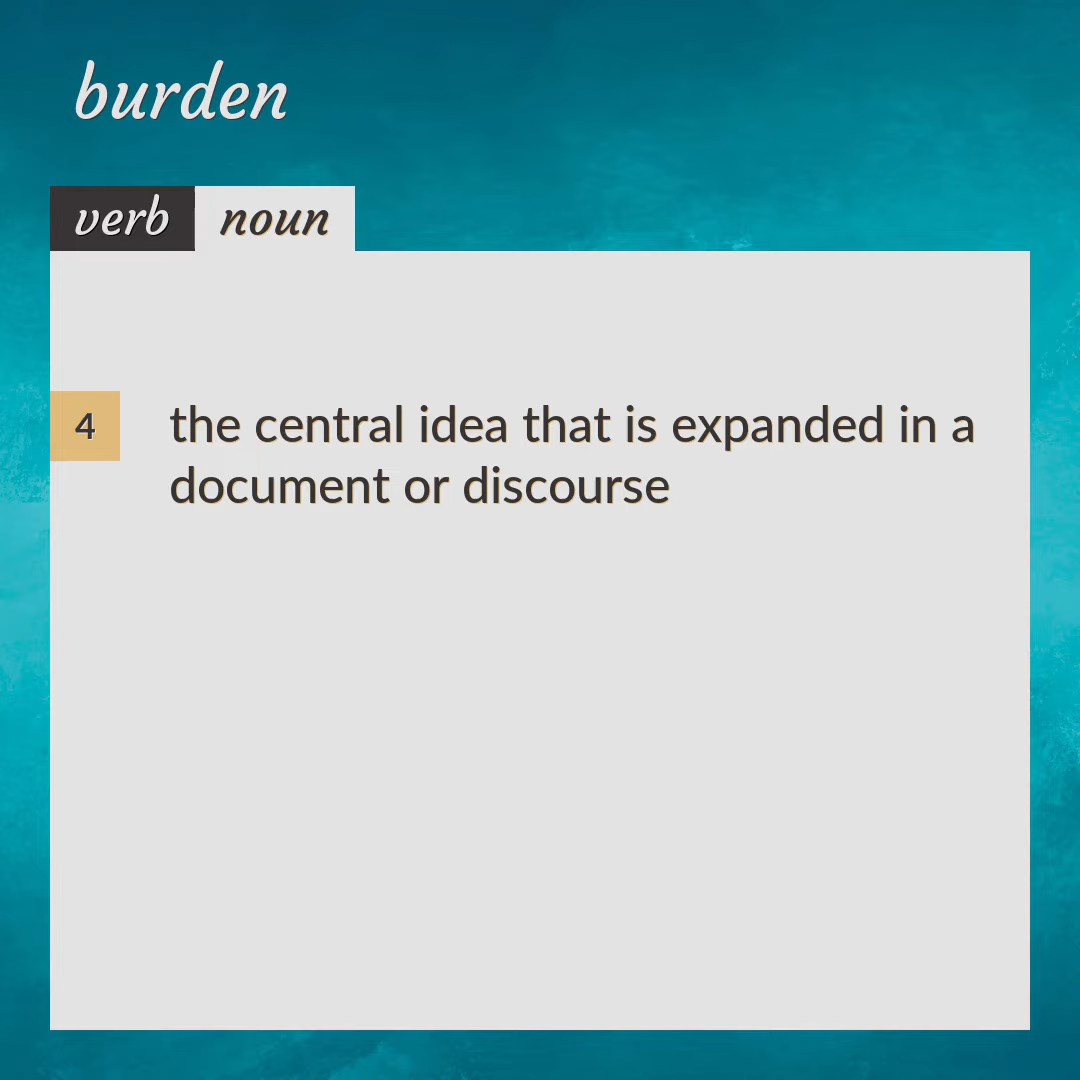 burden
verb noun
4 the central idea that is expanded in a
document or discourse